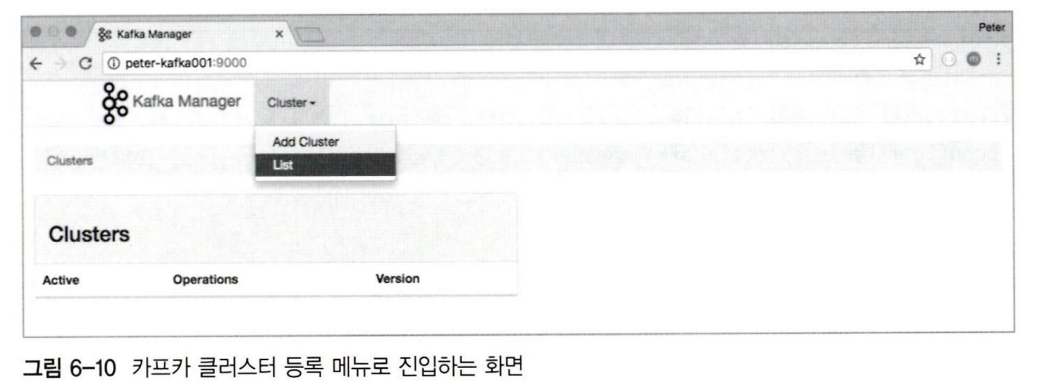 Kafka Manager
Peter
peter-kafka001:9000
Kafka Manager
Cluster
Add Cluster
Clusters
List
Clusters
Active Operations Version
그림 6-10 카프카 클러스터 등록 메뉴로 진입하는 화면